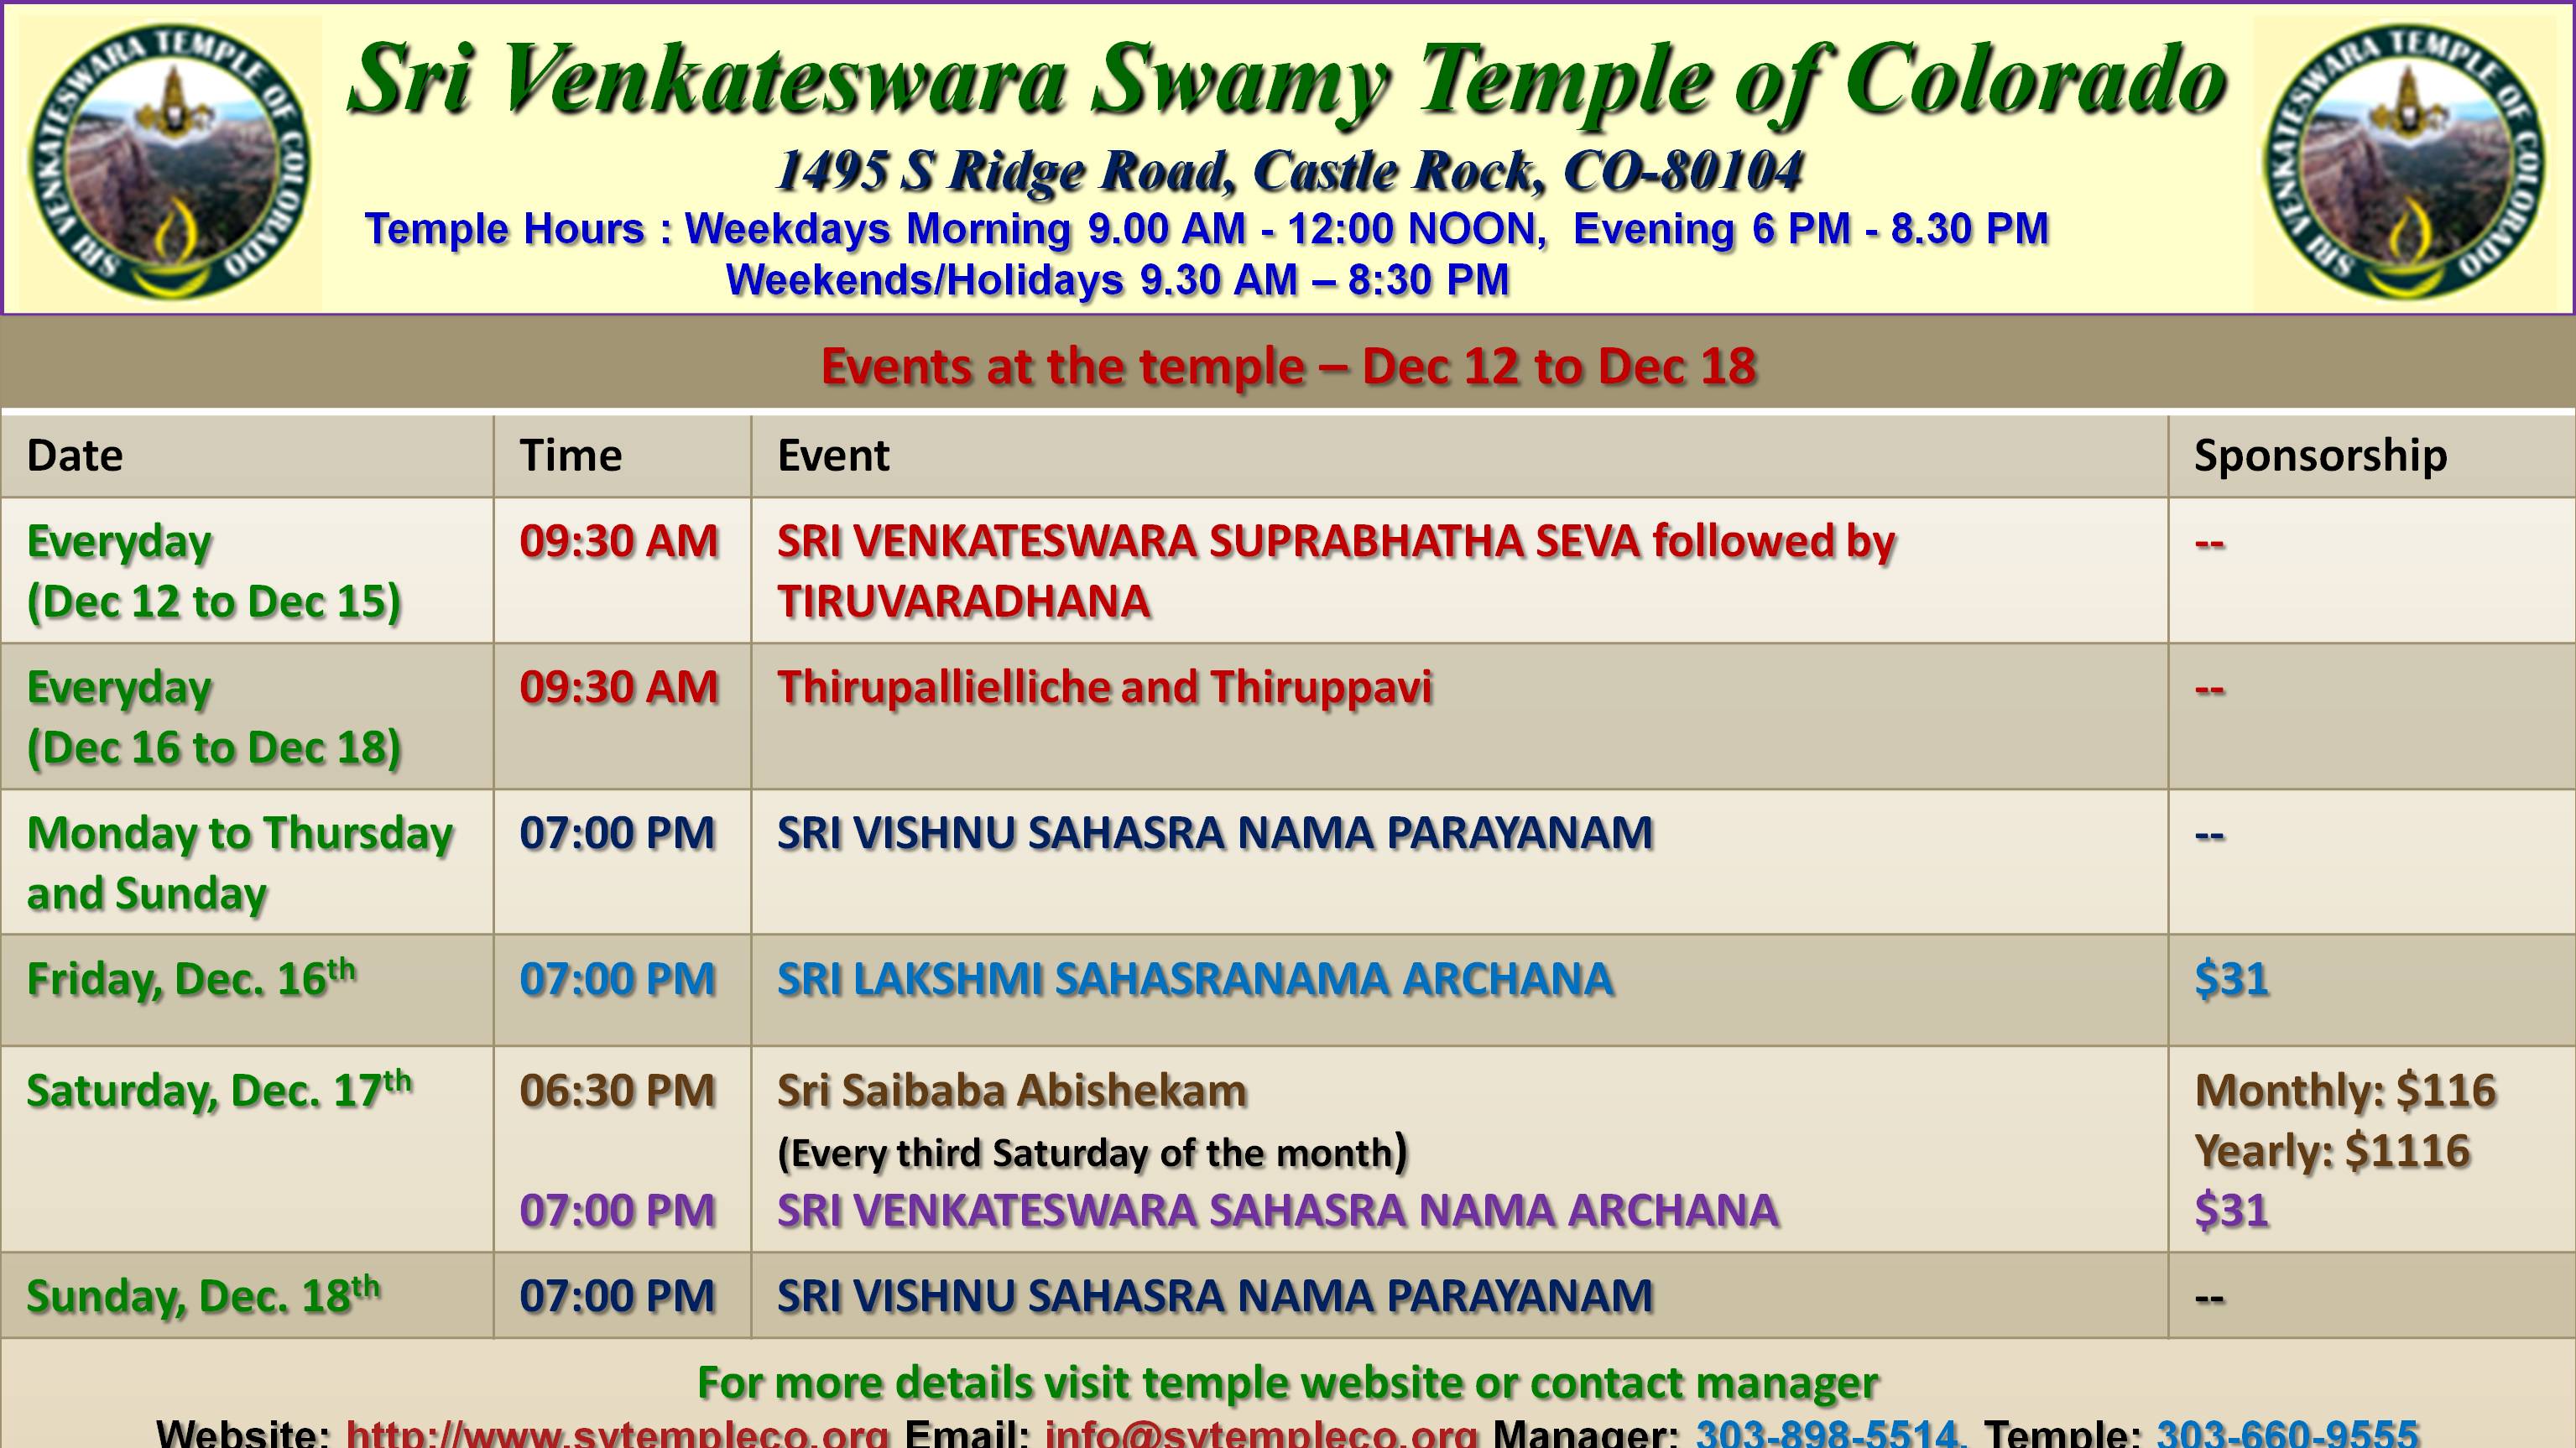 SRI VENKATESWARA TEMPLE OF COLORADO
Sri Venkateswara Swamy Temple of Colorado
SRI VENKATESWARA TEMPLE OF COLORADO
1495 S Ridge Road, Castle Rock, CO-80104
Temple Hours : Weekdays Morning 9.00 AM - 12:00 NOON, Evening 6 PM - 8.30 PM
Weekends/Holidays 9.30 AM – 8:30 PM
Events at the temple – Dec 12 to Dec 18
Date Time Event Sponsorship
Everyday 09:30 AM SRI VENKATESWARA SUPRABHATHA SEVA followed by --
(Dec 12 to Dec 15) TIRUVARADHANA
Everyday 09:30 AM Thirupallielliche and Thiruppavi --
(Dec 16 to Dec 18)
Monday to Thursday 07:00 PM SRI VISHNU SAHASRA NAMA PARAYANAM --
and Sunday
Friday, Dec. 16th 07:00 PM SRI LAKSHMI SAHASRANAMA ARCHANA $31
Saturday, Dec. 17th 06:30 PM Sri Saibaba Abishekam Monthly: $116
(Every third Saturday of the month) Yearly: $1116
07:00 PM SRI VENKATESWARA SAHASRA NAMA ARCHANA $31
Sunday, Dec. 18th 07:00 PM SRI VISHNU SAHASRA NAMA PARAYANAM --
For more details visit temple website or contact manager
Website: http://www.svtempleco.org Email: info@svtempleco.org Manager: 303-898-5514, Temple: 303-660-9555